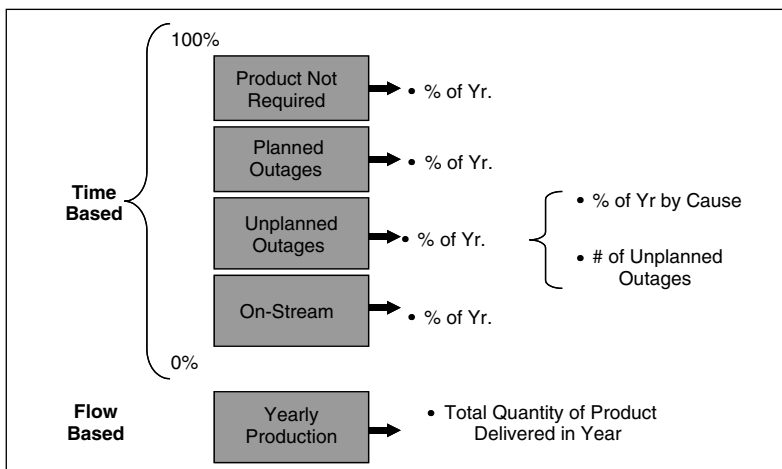 100%
Product Not
Required
• % of Yr.
Planned
Outages
• % of Yr.
Time
Based
Unplanned
Outages
• % of Yr.
• % of Yr by Cause
• # of Unplanned
Outages
On-Stream
• % of Yr.
0%
Flow
Based
Yearly
Production
• Total Quantity of Product
Delivered in Year